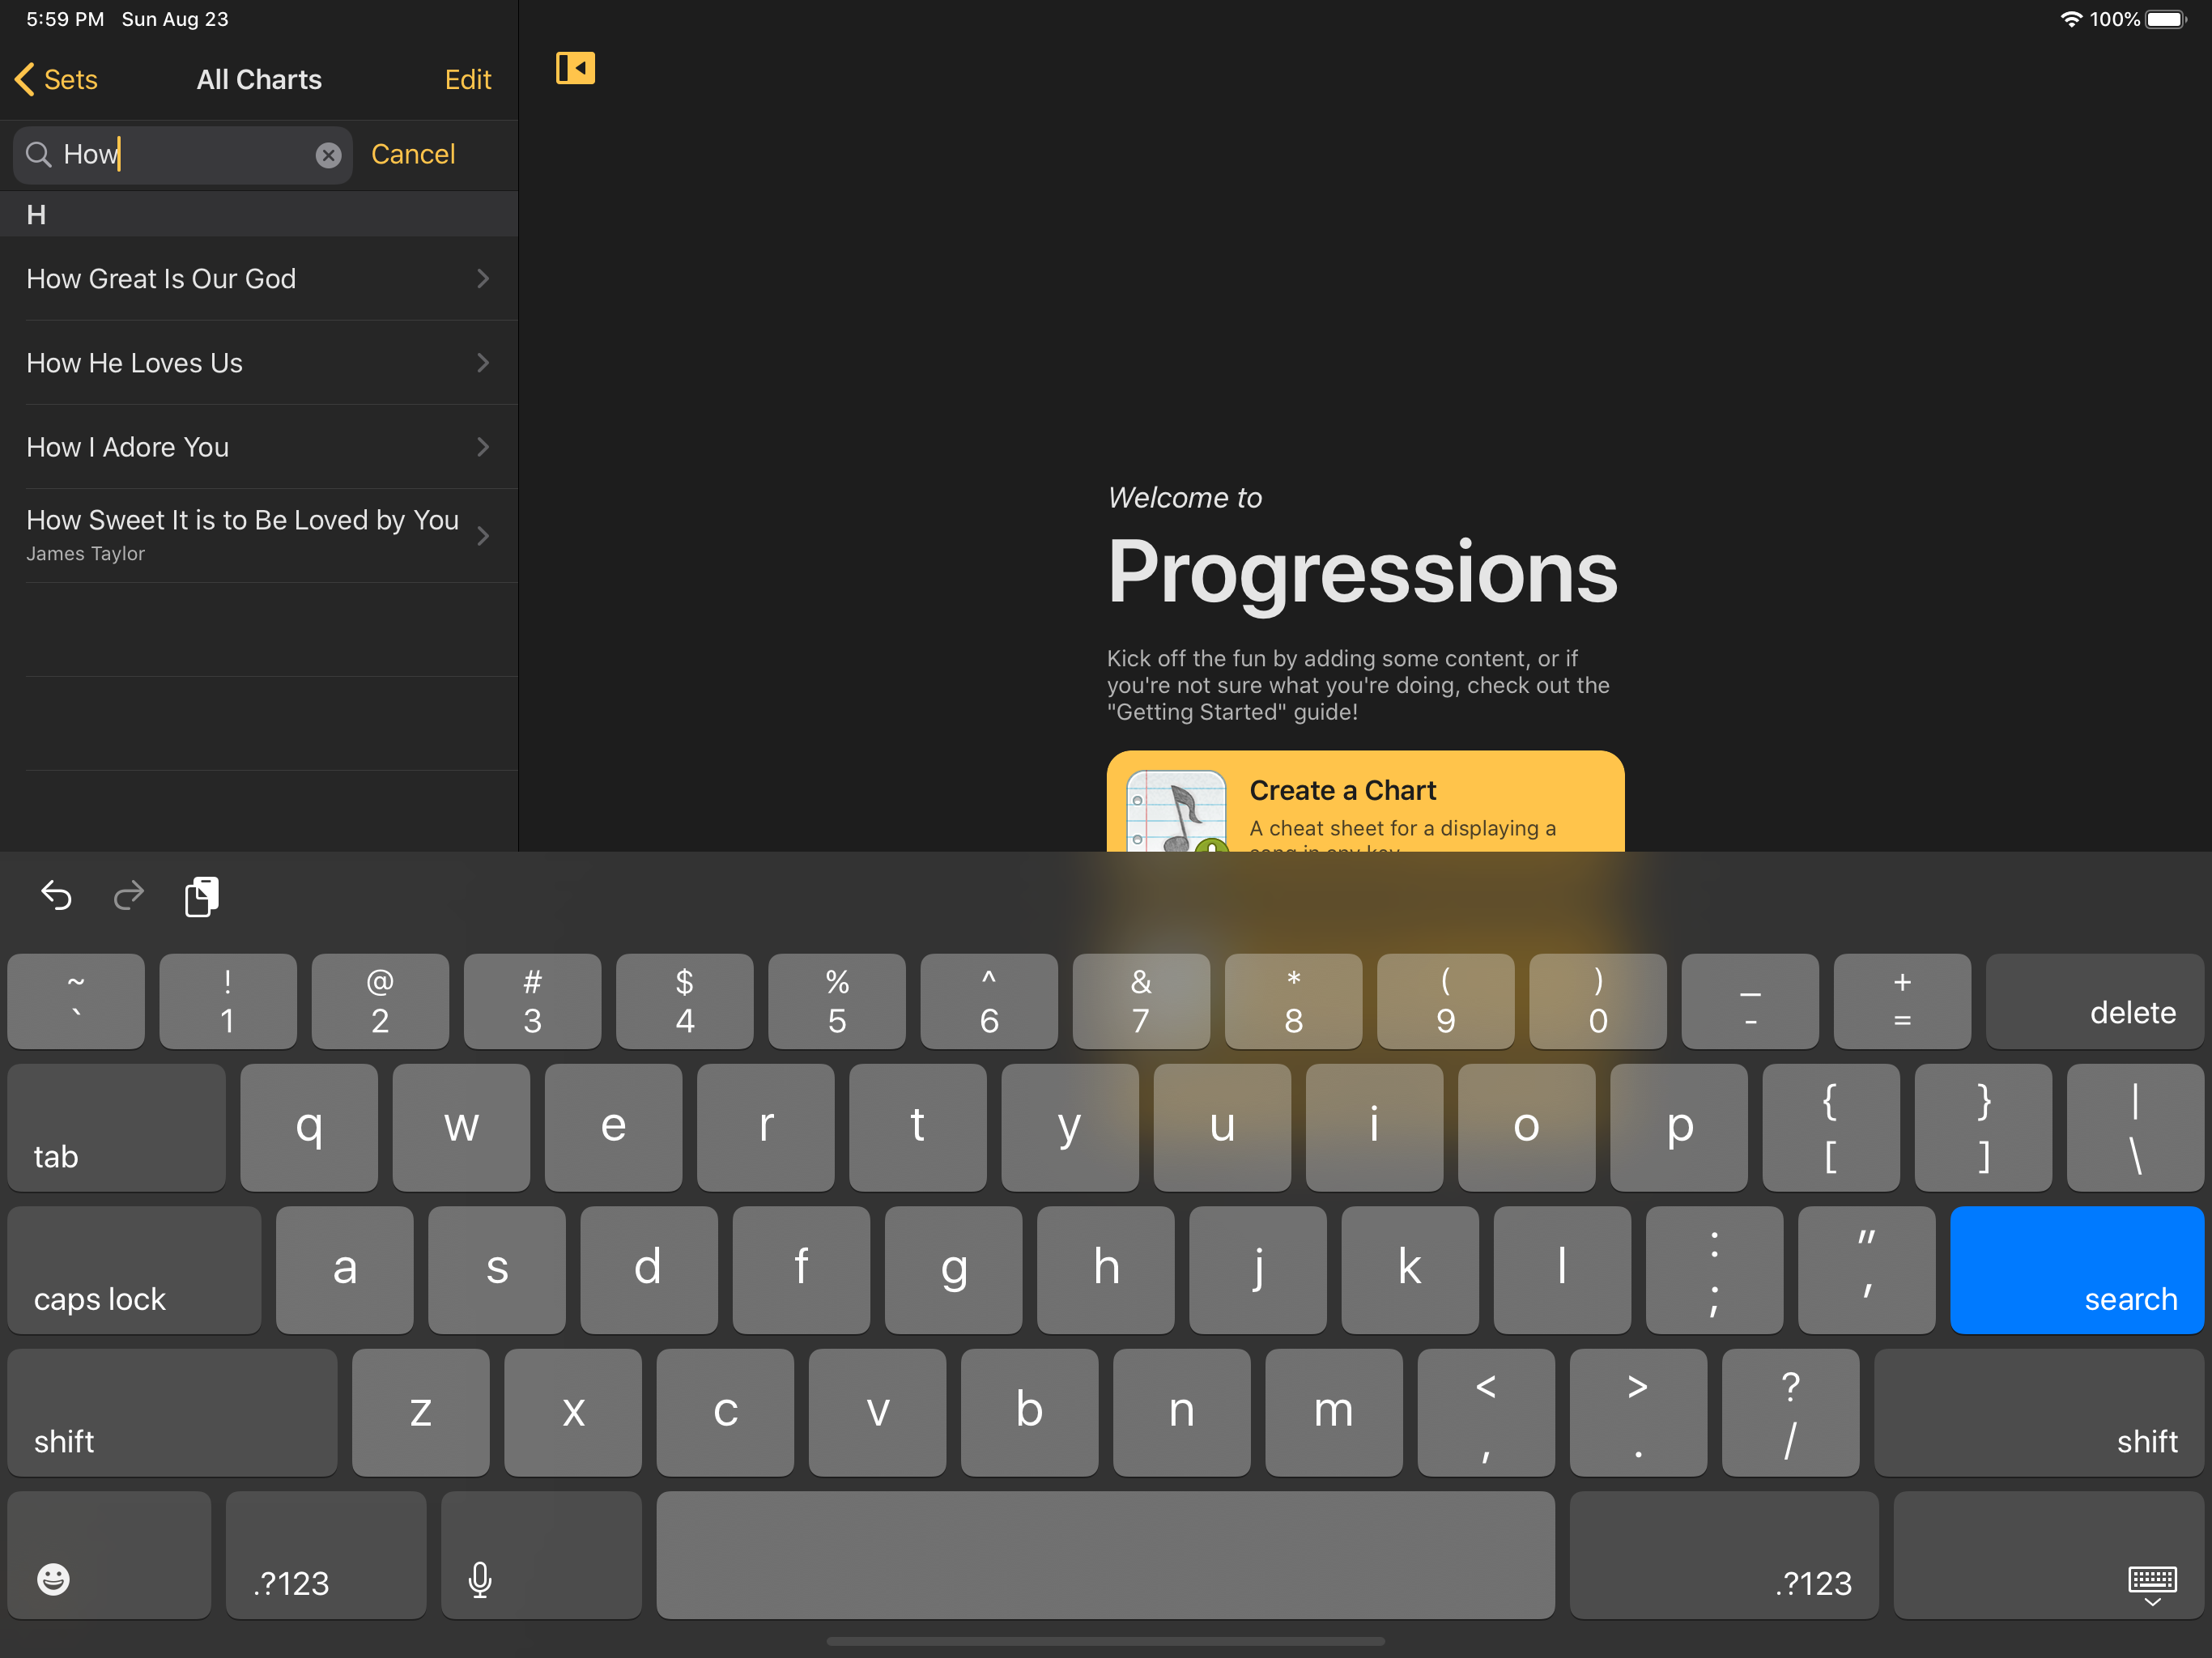 5:59 PM Sun Aug 23
100%
Sets
All Charts
Edit
How
Cancel
H
How Great Is Our God
How He Loves Us
How I Adore You
How Sweet It is to Be Loved by You
James Taylor
Welcome to
Progressions
Kick off the fun by adding some content, or if
you're not sure what you're doing, check out the
"Getting Started" guide!
Create a Chart
A cheat sheet for a displaying a
song in any key
~ ! @ # $ % ^ & * ( ) _ +
` 1 2 3 4 5 6 7 8 9 0 - = delete
tab q w e r t y u i o p { [ } ] | \
caps lock a s d f g h j k l : ; " ' search
shift z x c v b n m < , > . ? / shift
.?123 .?123